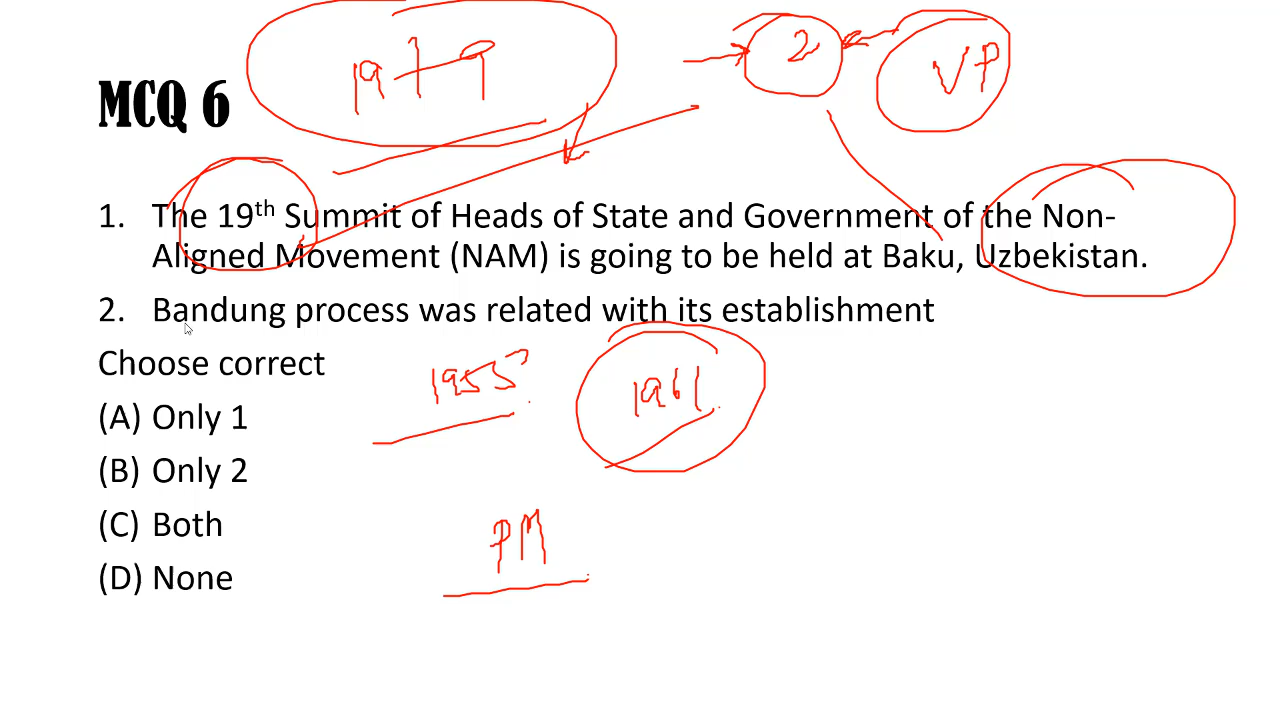 1979
2
VP
MCQ 6
1. The 19th Summit of Heads of State and Government of the Non-
Aligned Movement (NAM) is going to be held at Baku, Uzbekistan.
2. Bandung process was related with its establishment
Choose correct
1955
1961
(A) Only 1
(B) Only 2
(C) Both
PM
(D) None